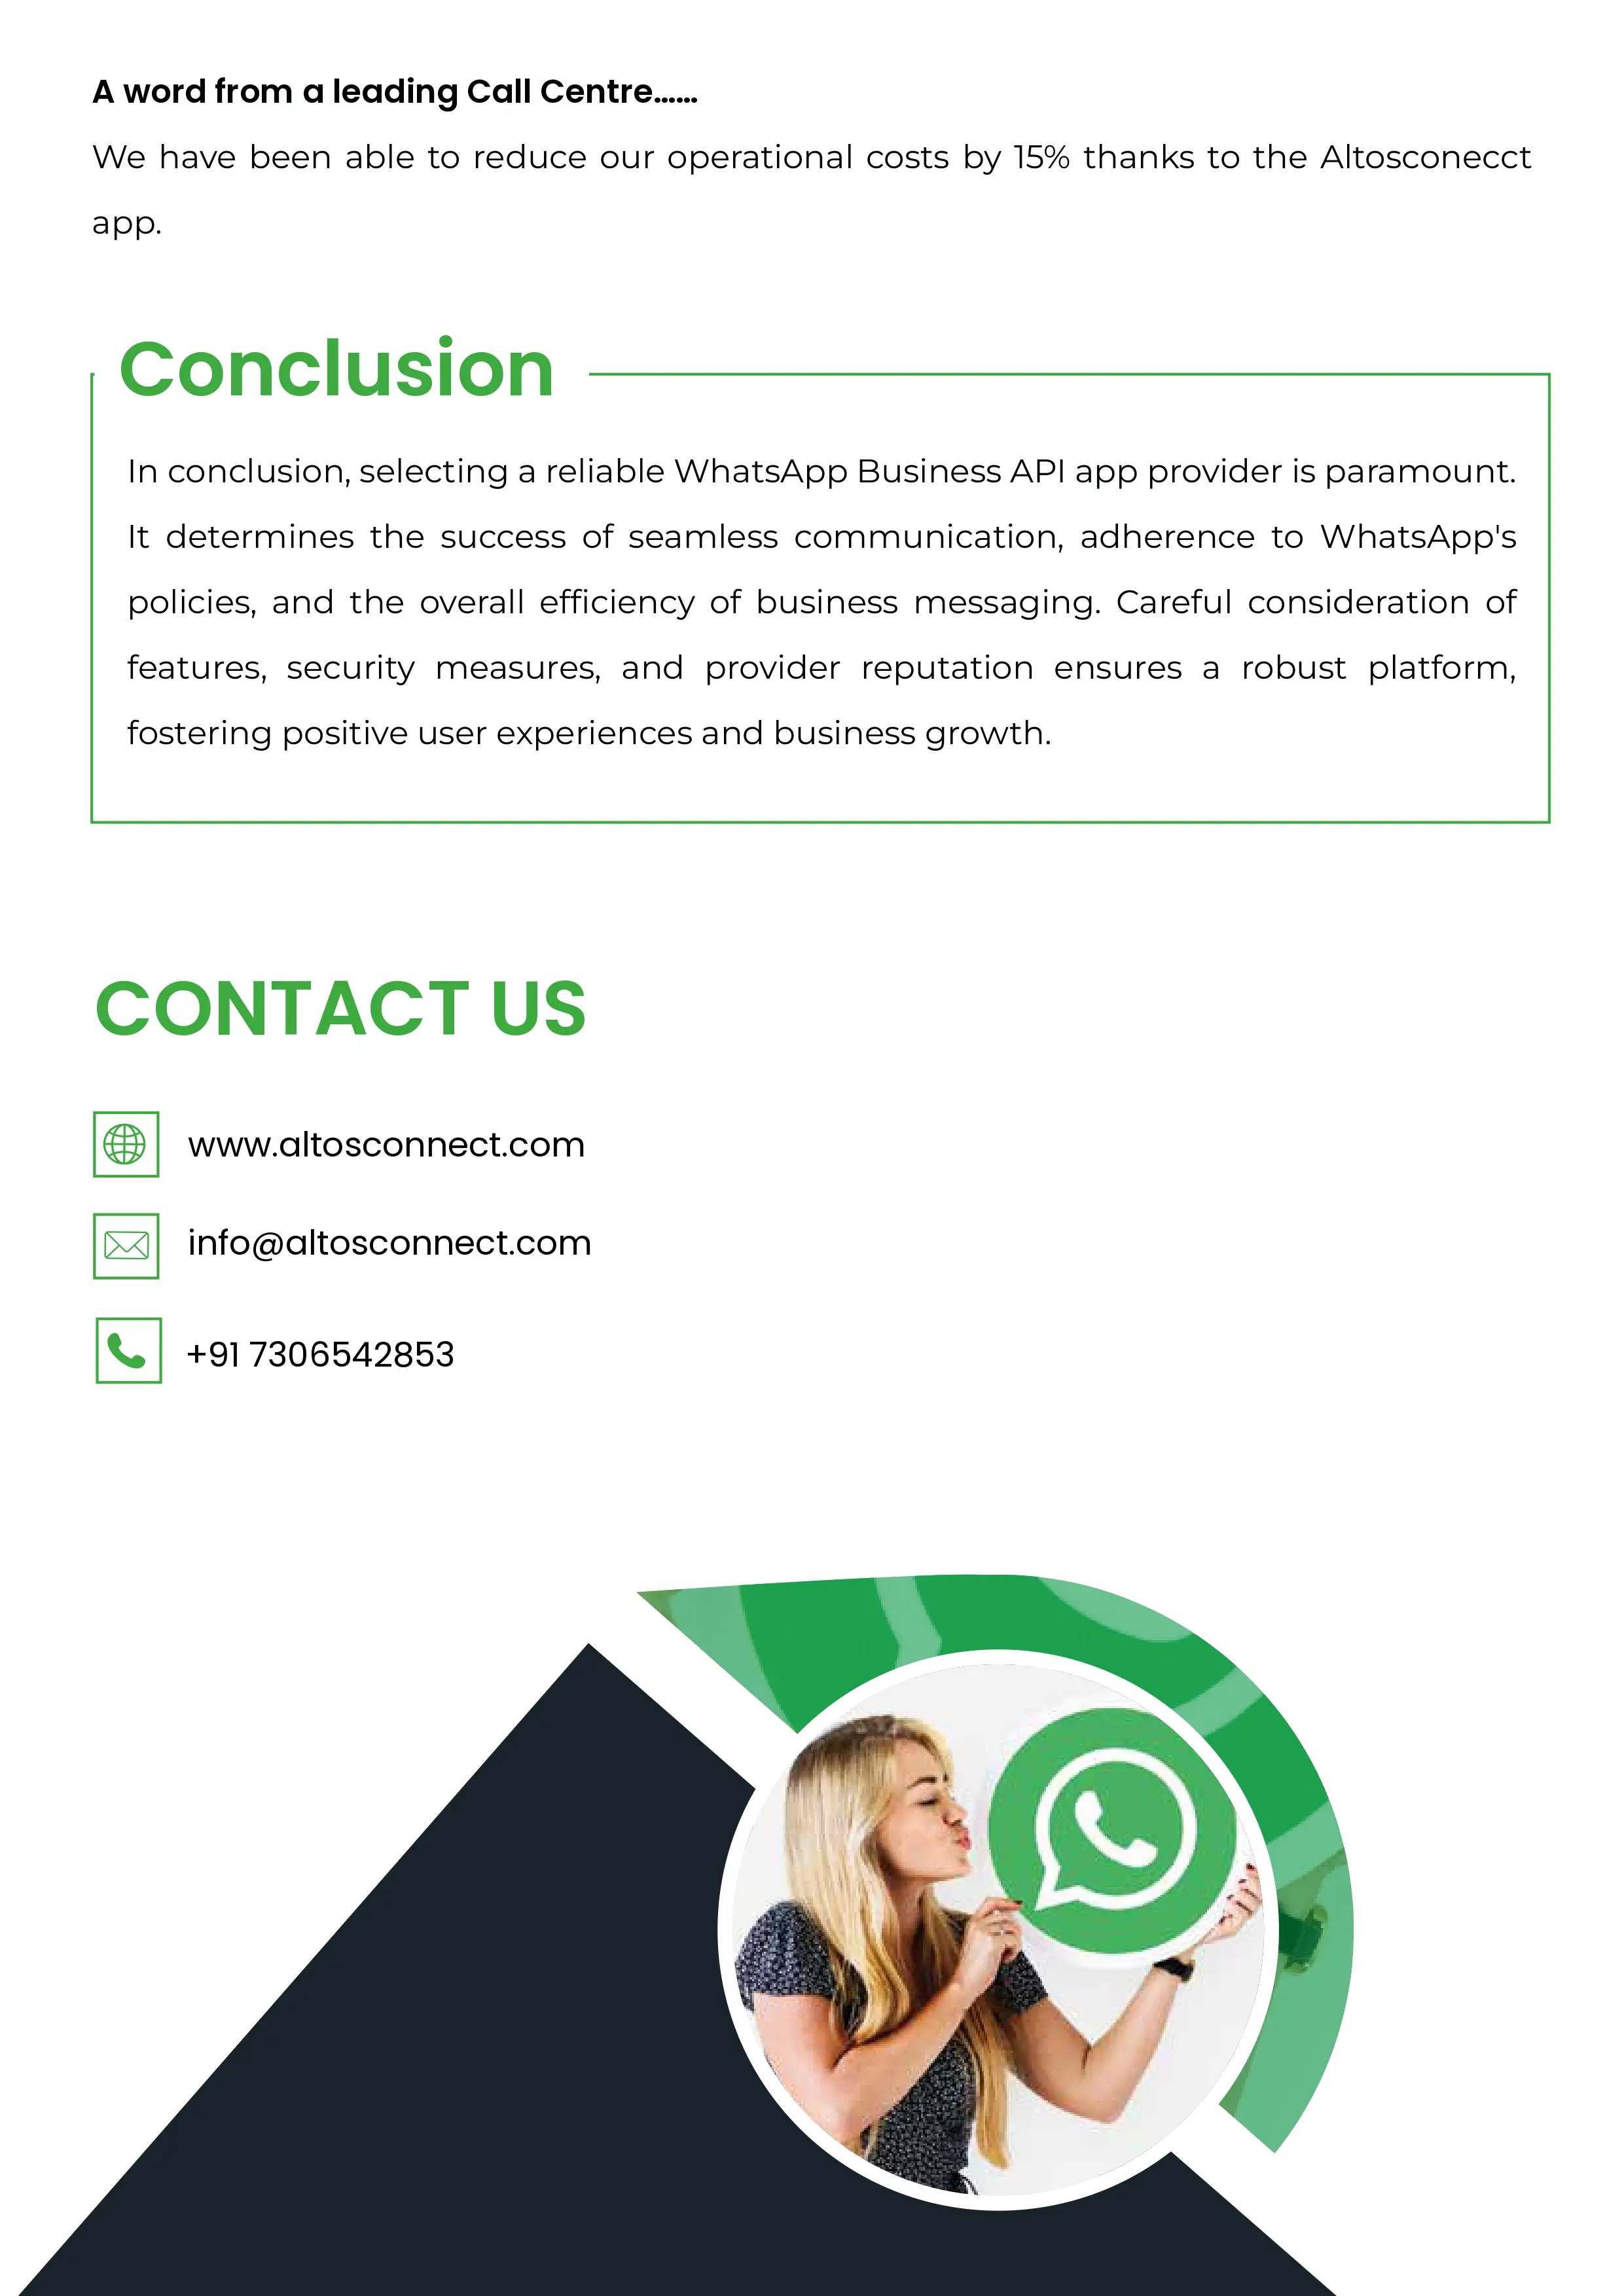 A word from a leading Call Centre......
We have been able to reduce our operational costs by 15% thanks to the Altosconecct
app.
Conclusion
In conclusion, selecting a reliable WhatsApp Business API app provider is paramount.
It determines the success of seamless communication, adherence to WhatsApp's
policies, and the overall efficiency of business messaging. Careful consideration of
features, security measures, and provider reputation ensures a robust platform,
fostering positive user experiences and business growth.
CONTACT US
www.altosconnect.com
info@altosconnect.com
+91 7306542853